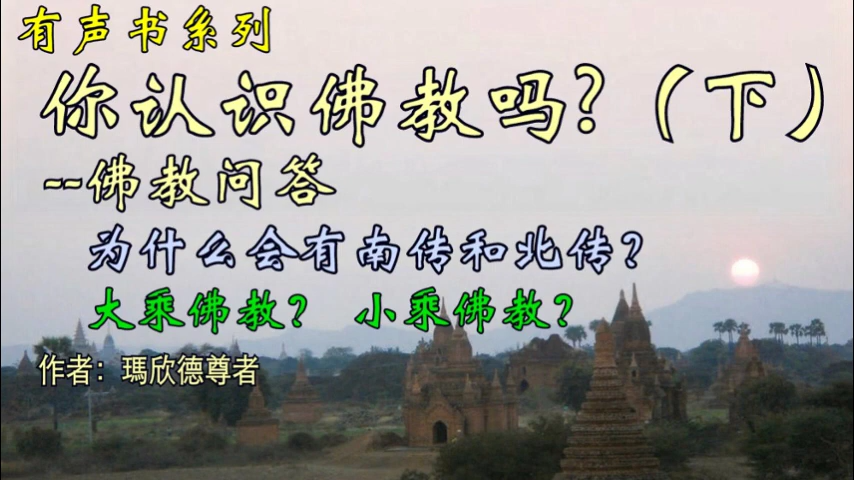 有声书系列
你认识佛教吗?（下）
--佛教问答
为什么会有南传和北传?
大乘佛教? 小乘佛教?
作者：瑪欣德尊者